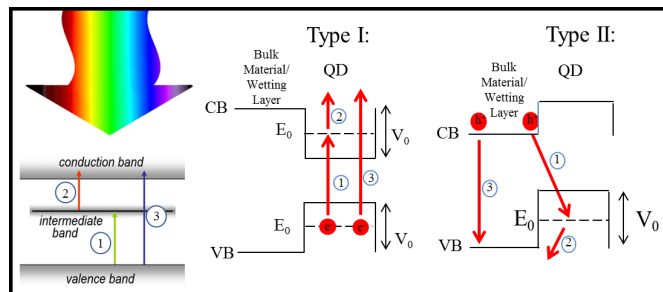 conduction band
2
intermediate
band
1
3
valence band
Type I:
Bulk
Material/
Wetting
Layer
QD
CB
2
E0
V0
1
3
E0
e-
V0
VB
Type II:
Bulk
Material/
Wetting
Layer
QD
CB
1
3
E0
V0
2
VB